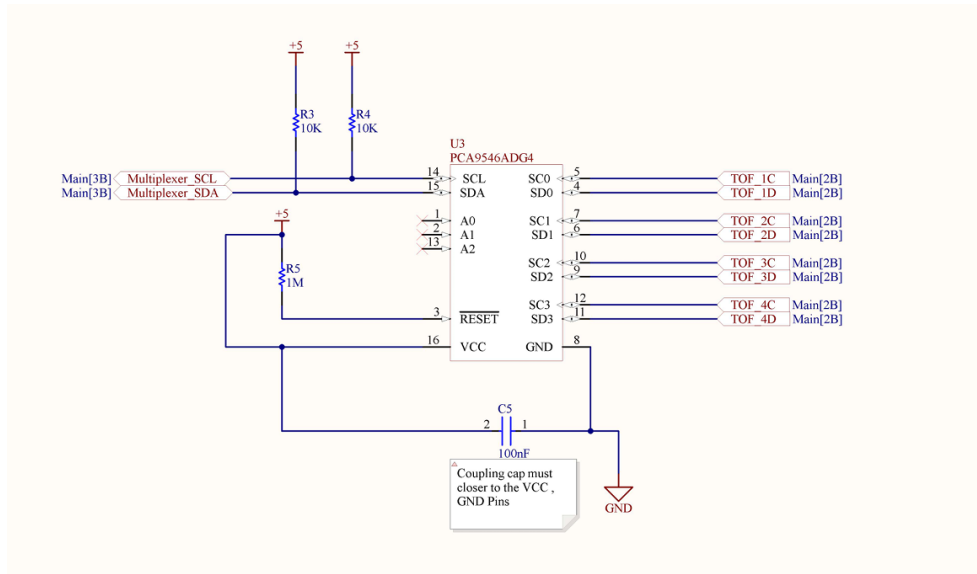 +5
+5
R3
10K
R4
10K
U3
PCA9546ADG4
Main[3B]
Multiplexer_SCL
14
SCL
SC0
5
TOF_1C
Main[2B]
Main[3B]
Multiplexer_SDA
15
SDA
SD0
4
TOF_1D
Main[2B]
+5
1
A0
SC1
7
TOF_2C
Main[2B]
2
A1
SD1
6
TOF_2D
Main[2B]
13
A2
R5
1M
SC2
10
TOF_3C
Main[2B]
SD2
9
TOF_3D
Main[2B]
SC3
12
TOF_4C
Main[2B]
3
RESET
SD3
11
TOF_4D
Main[2B]
16
VCC
GND
8
C5
2
1
100nF
Coupling cap must
closer to the VCC ,
GND Pins
GND